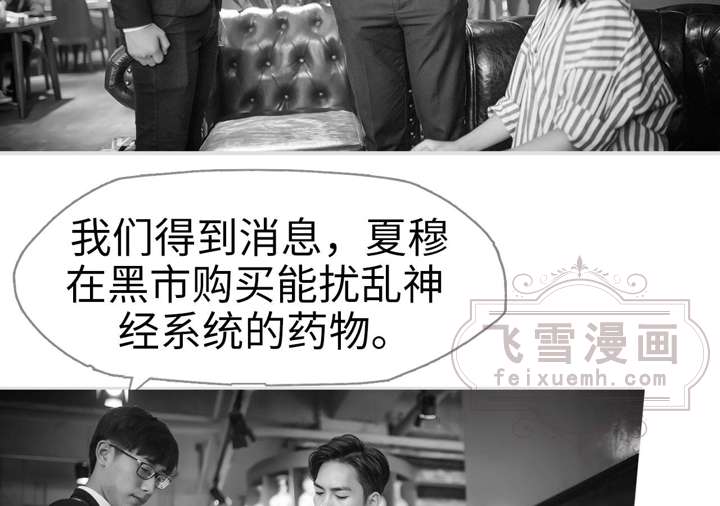 我们得到消息，夏穆
在黑市购买能扰乱神
经系统的药物。
飞雪漫画
feixuemh.com